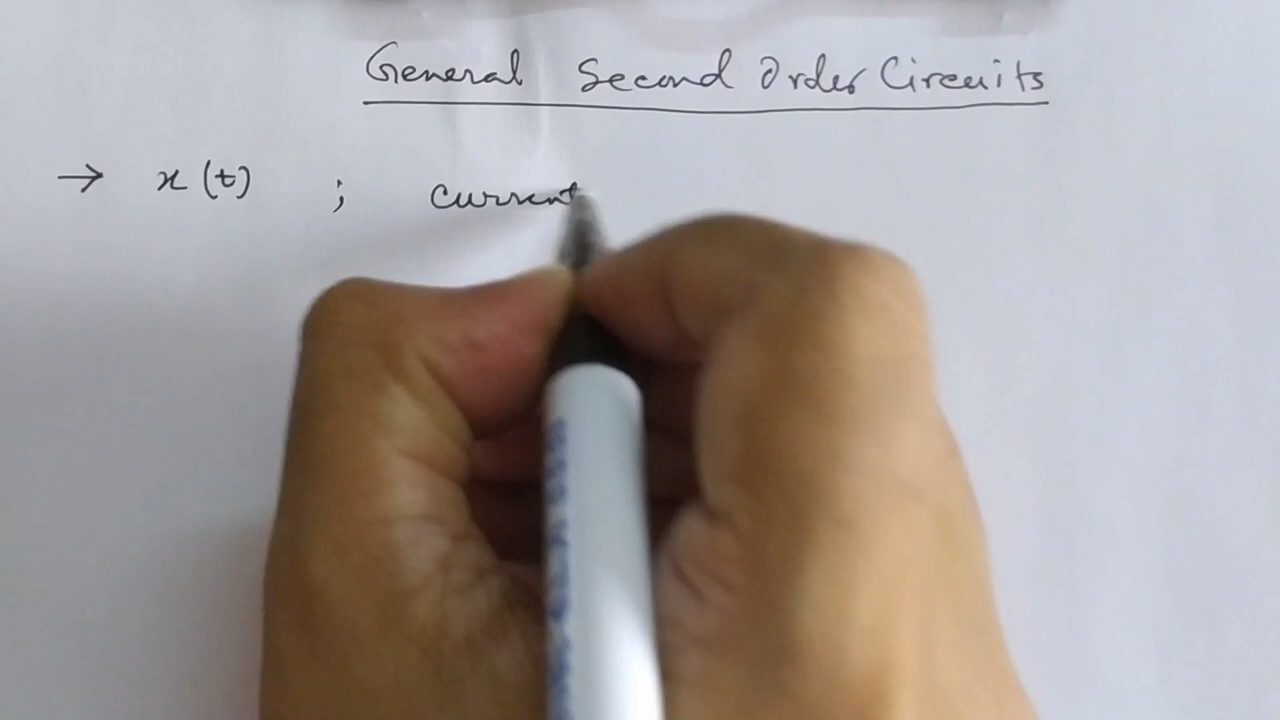 General Second Order Circuits
→ x(t) ; current